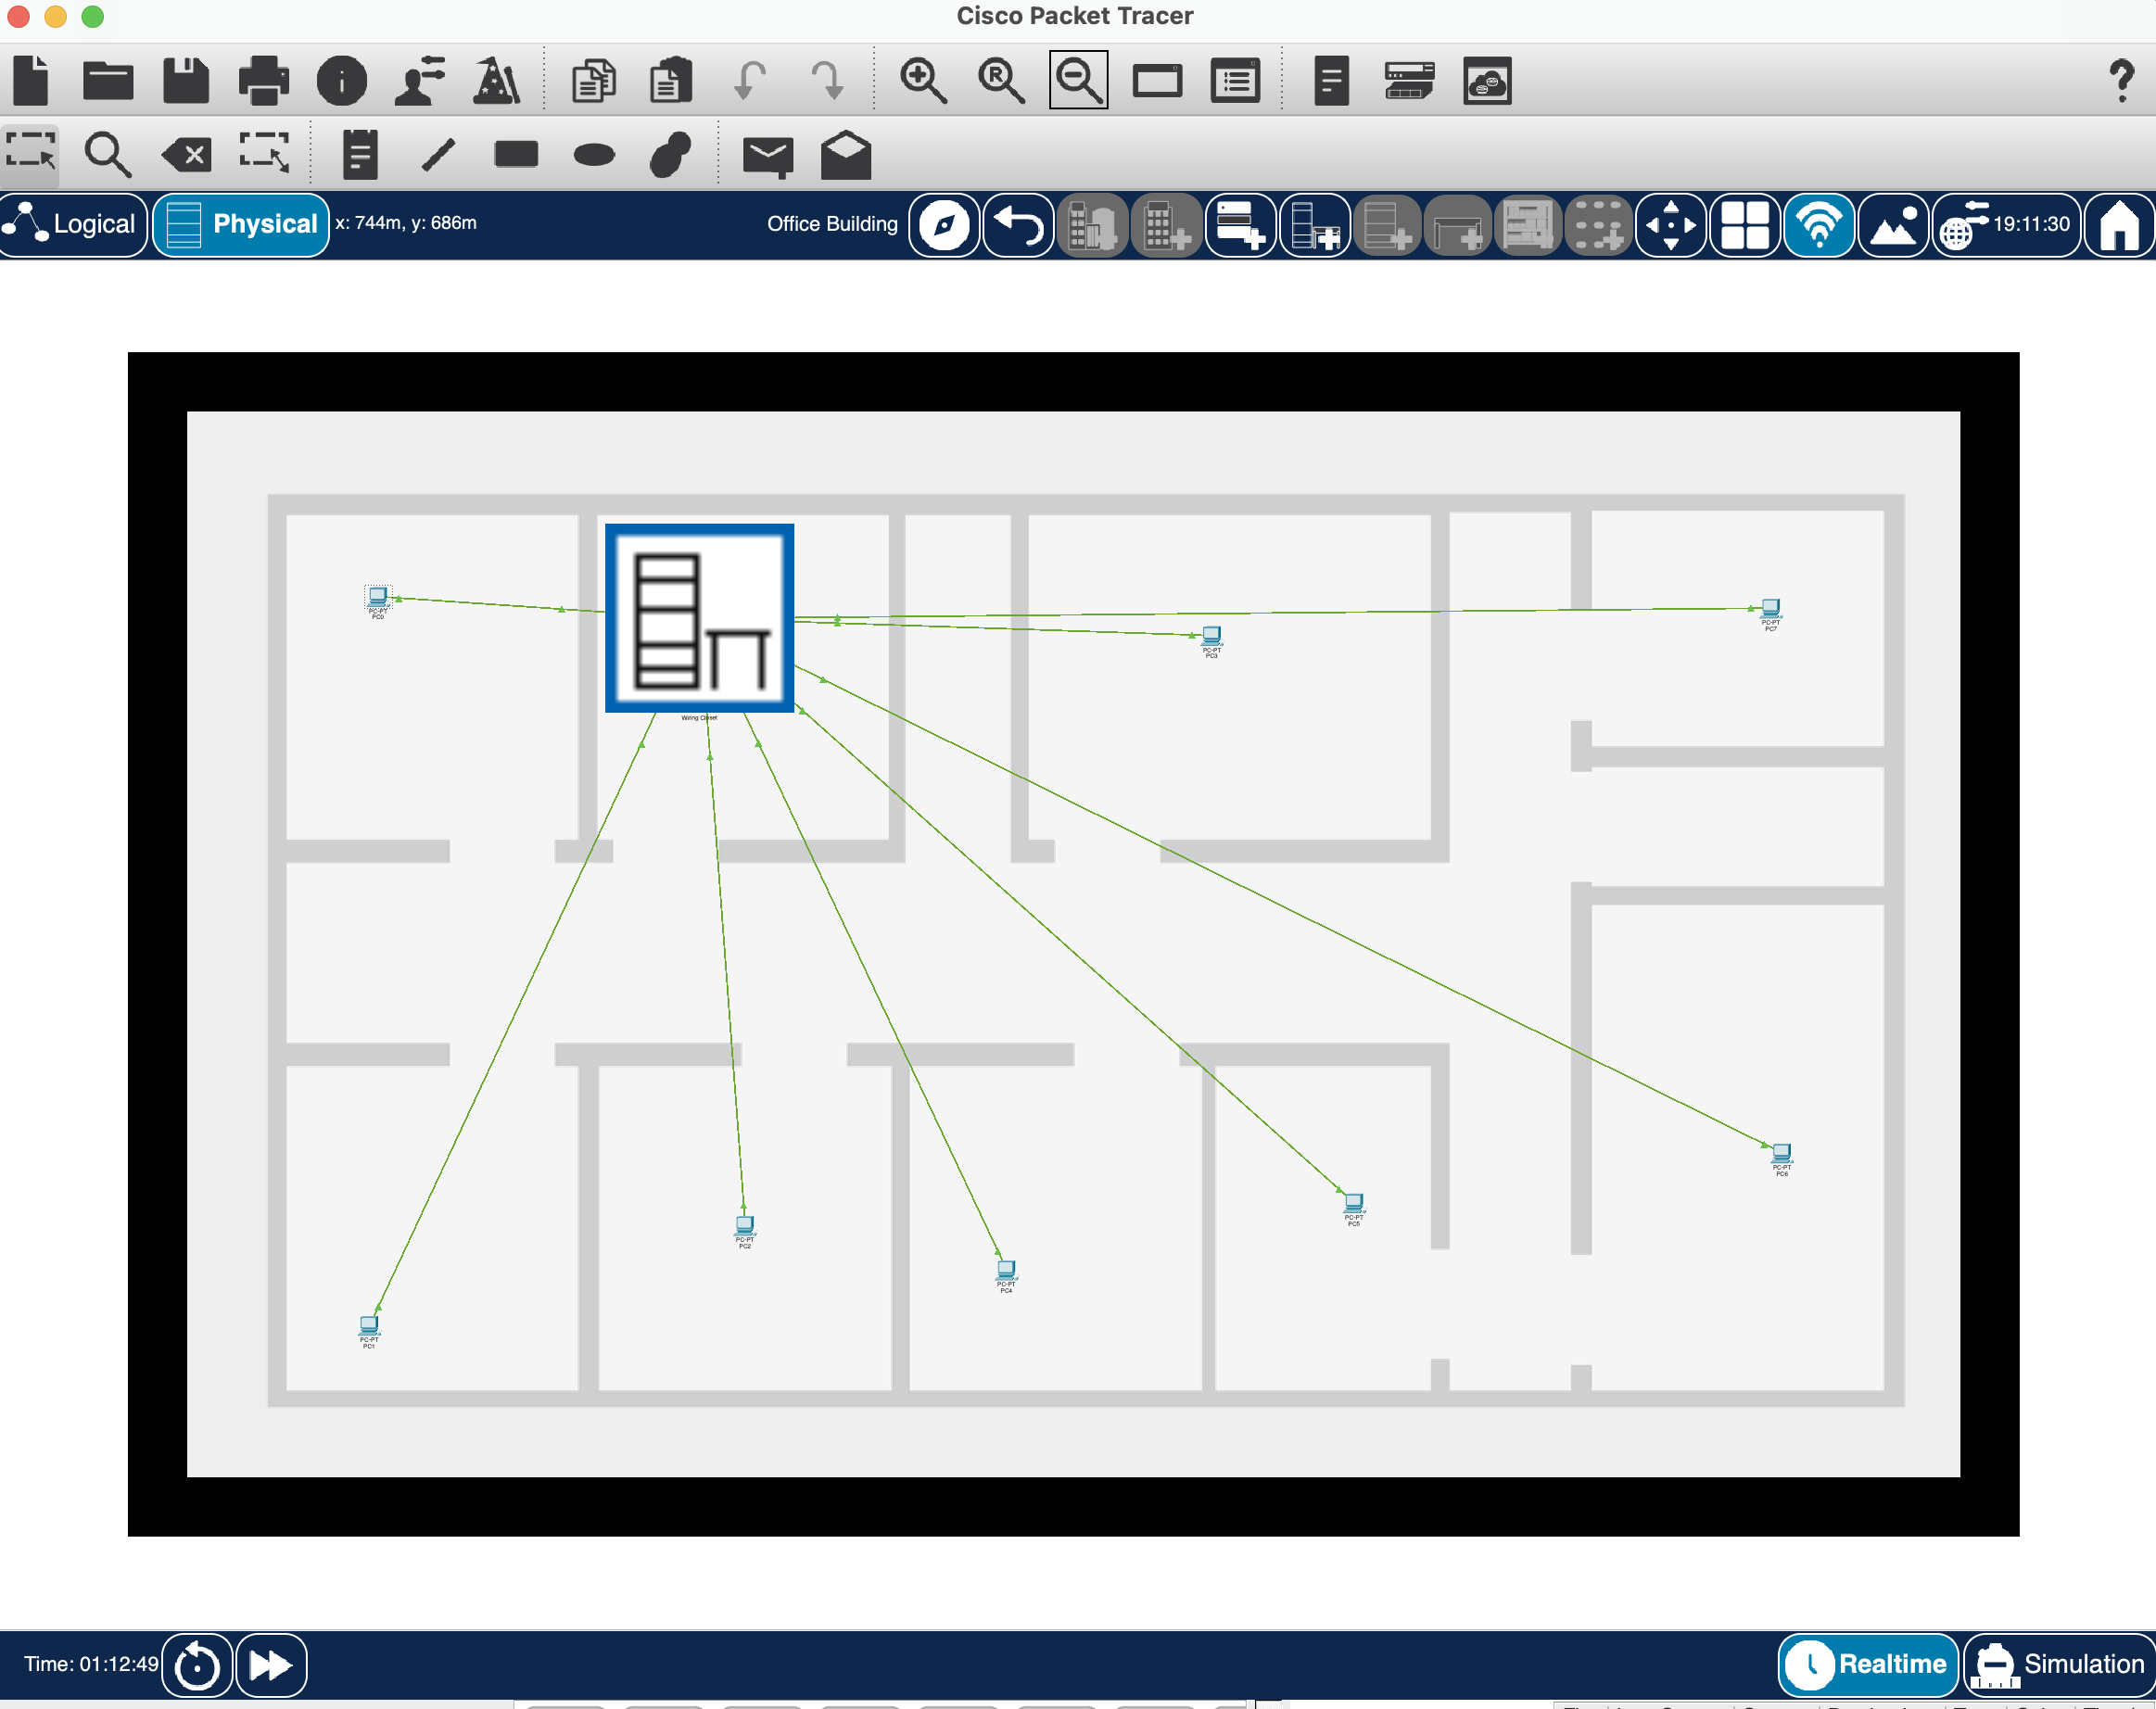 Cisco Packet Tracer
Logical
Physical
x: 744m, y: 686m
Office Building
19:11:30
PC-PT
PC0
Wiring Closet
PC-PT
PC3
PC-PT
PC7
PC-PT
PC6
PC-PT
PC5
PC-PT
PC2
PC-PT
PC4
PC-PT
PC1
Time: 01:12:49
Realtime
Simulation